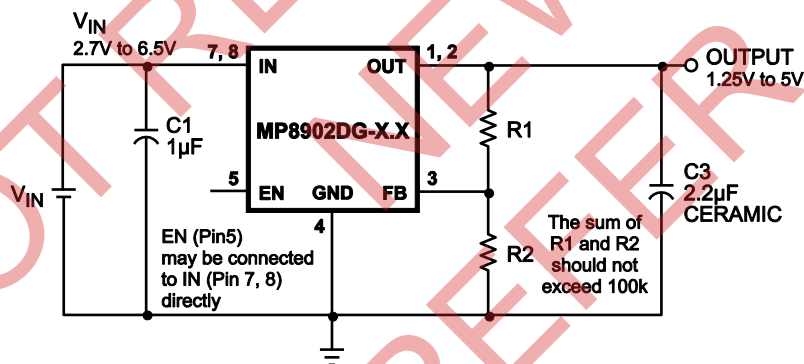 VIN
2.7V to 6.5V
7, 8
IN
OUT
1, 2
OUTPUT
1.25V to 5V
C1
1µF
MP8902DG-X.X
R1
VIN
5
EN
GND
FB
3
4
C3
2.2µF
CERAMIC
EN (Pin5)
may be connected
to IN (Pin 7, 8)
directly
R2
The sum of
R1 and R2
should not
exceed 100k
NEW
REFER